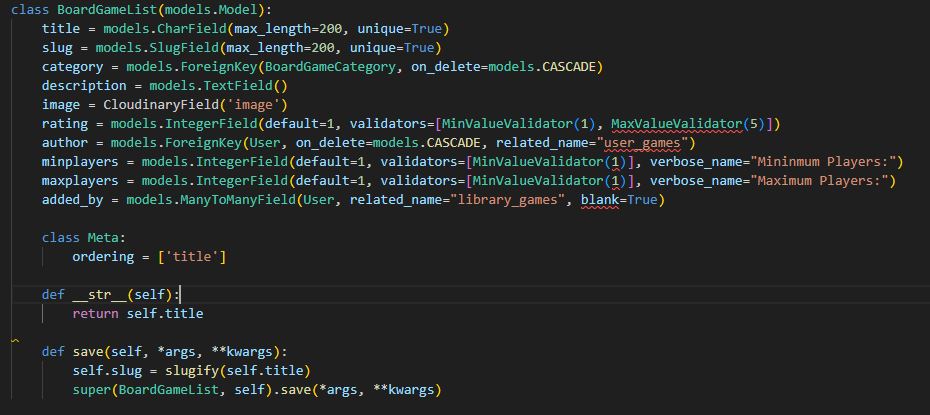 class BoardGameList(models.Model):
    title = models.CharField(max_length=200, unique=True)
    slug = models.SlugField(max_length=200, unique=True)
    category = models.ForeignKey(BoardGameCategory, on_delete=models.CASCADE)
    description = models.TextField()
    image = CloudinaryField('image')
    rating = models.IntegerField(default=1, validators=[MinValueValidator(1), MaxValueValidator(5)])
    author = models.ForeignKey(User, on_delete=models.CASCADE, related_name="user_games")
    minplayers = models.IntegerField(default=1, validators=[MinValueValidator(1)], verbose_name="Mininmum Players:")
    maxplayers = models.IntegerField(default=1, validators=[MinValueValidator(1)], verbose_name="Maximum Players:")
    added_by = models.ManyToManyField(User, related_name="library_games", blank=True)

    class Meta:
        ordering = ['title']

    def __str__(self):
        return self.title

    def save(self, *args, **kwargs):
        self.slug = slugify(self.title)
        super(BoardGameList, self).save(*args, **kwargs)